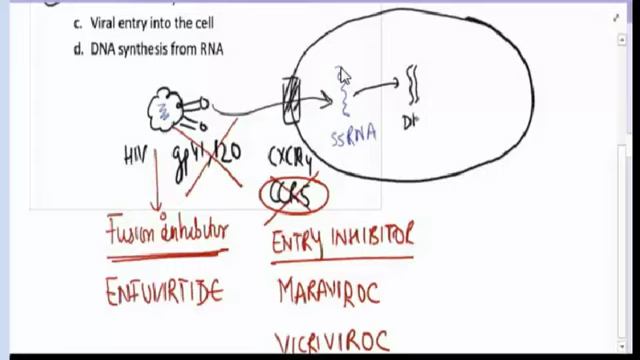 c. Viral entry into the cell
d. DNA synthesis from RNA
SSRNA
HIV
gp41,120
CXCR4
CCR5
Fusion inhibitor
ENTRY INHIBITOR
ENFUVIRTIDE
MARAVIROC
VICRIVIROC